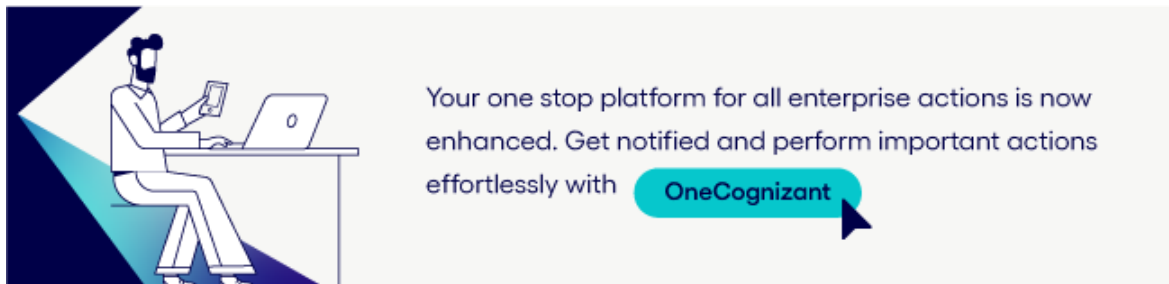 Your one stop platform for all enterprise actions is now
enhanced. Get notified and perform important actions
effortlessly with OneCognizant